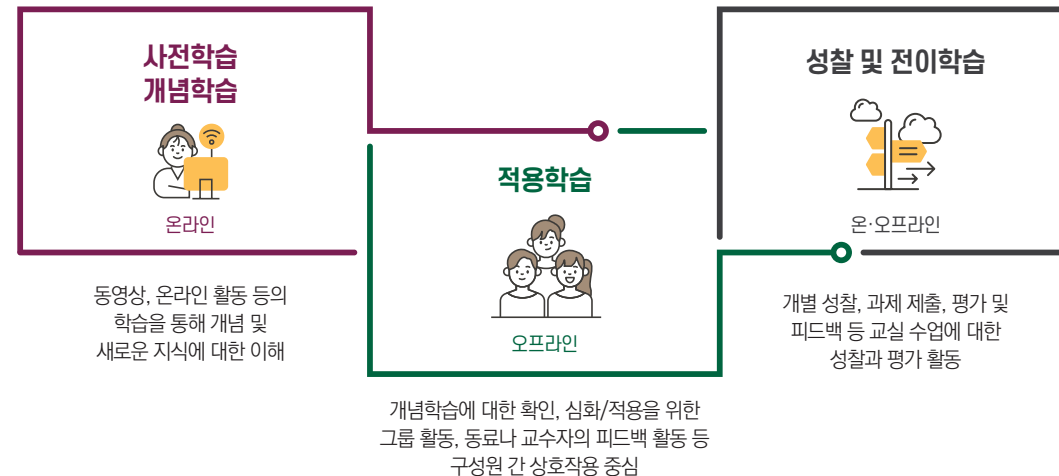 사전학습
개념학습
온라인
동영상, 온라인 활동 등의
학습을 통해 개념 및
새로운 지식에 대한 이해
적용학습
오프라인
개념학습에 대한 확인, 심화/적용을 위한
그룹 활동, 동료나 교수자의 피드백 활동 등
구성원 간 상호작용 중심
성찰 및 전이학습
온·오프라인
개별 성찰, 과제 제출, 평가 및
피드백 등 교실 수업에 대한
성찰과 평가 활동